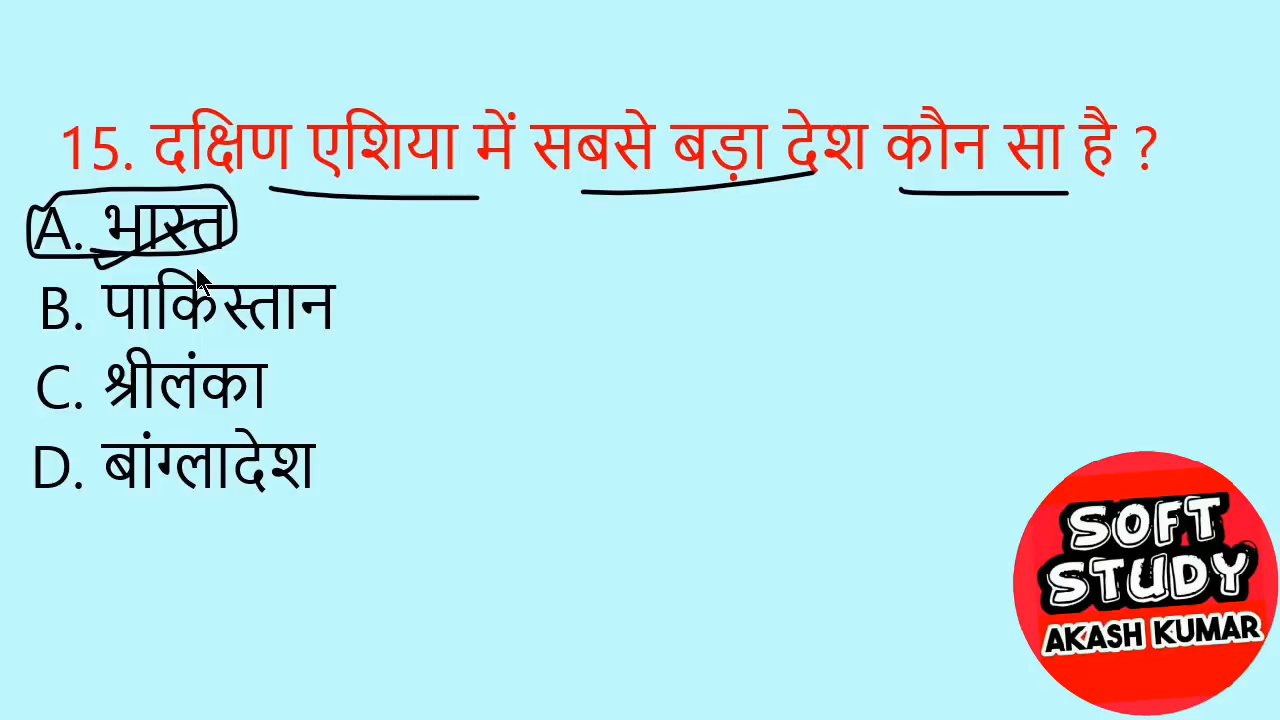 15. दक्षिण एशिया में सबसे बड़ा देश कौन सा है ?
A. भारत
B. पाकिस्तान
C. श्रीलंका
D. बांग्लादेश
SOFT
STUDY
AKASH KUMAR